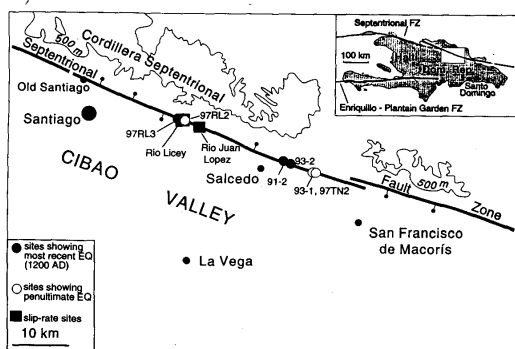 Septentrional FZ
100 km
Santo
Domingo
Enriquillo - Plantain Garden FZ
500 m
Cordillera Septentrional
Septentrional
Old Santiago
Santiago
97RL2
97RL3
Rio Licey
Rio Juan
Lopez
CIBAO
VALLEY
Salcedo
93-2
91-2
93-1, 97TN2
500 m
Fault
Zone
San Francisco
de Macorís
La Vega
sites showing
most recent EQ
(1200 AD)
sites showing
penultimate EQ
slip-rate sites
10 km